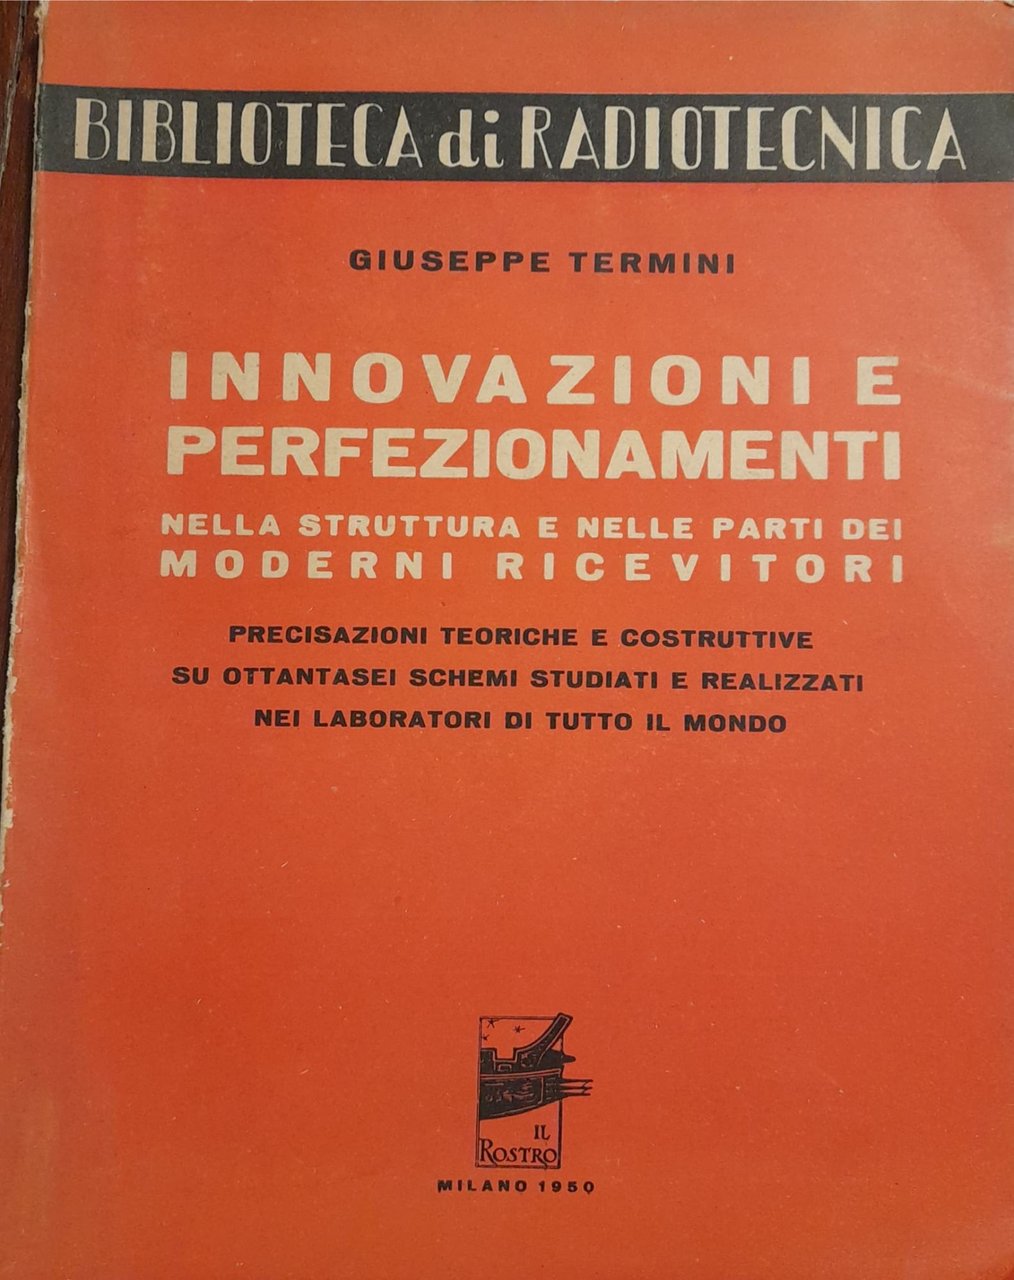 BIBLIOTECA di RADIOTECNICA
GIUSEPPE TERMINI
INNOVAZIONI E
PERFEZIONAMENTI
NELLA STRUTTURA E NELLE PARTI DEI
MODERNI RICEVITORI
PRECISAZIONI TEORICHE E COSTRUTTIVE
SU OTTANTASEI SCHEMI STUDIATI E REALIZZATI
NEI LABORATORI DI TUTTO IL MONDO
IL
ROSTRO
MILANO 1950